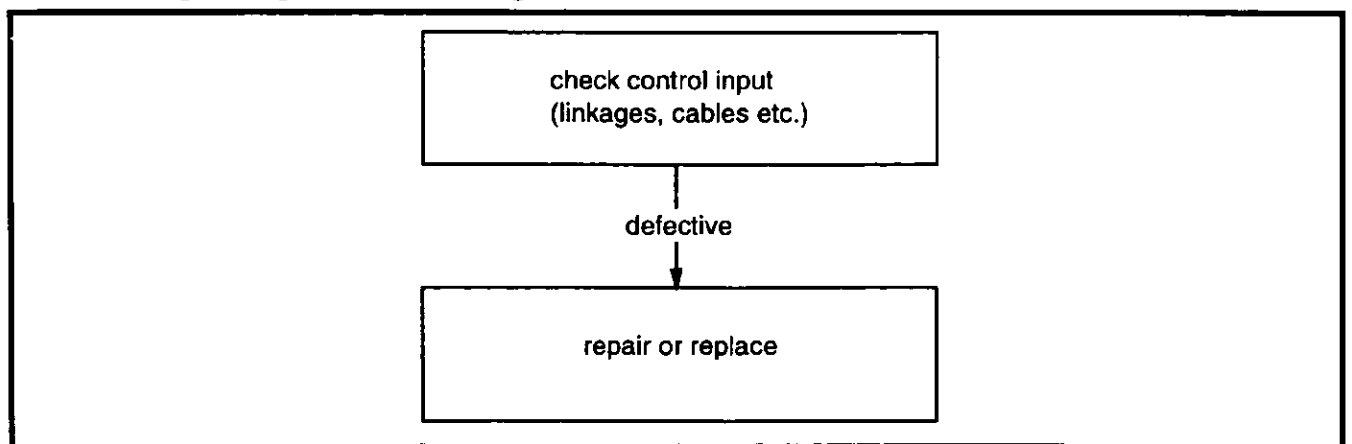 check control input
(linkages, cables etc.)
defective
repair or replace